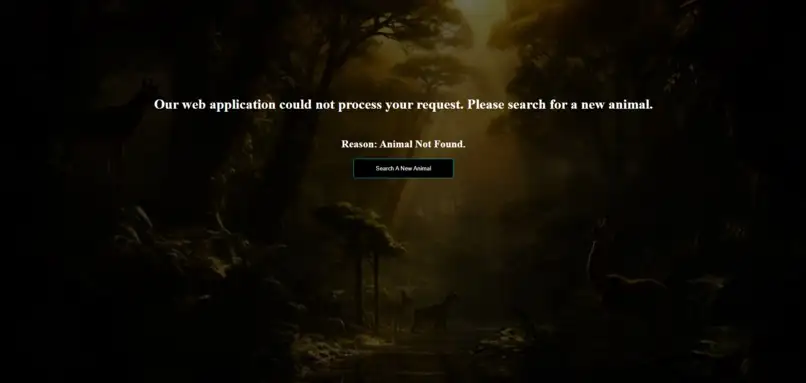 Our web application could not process your request. Please search for a new animal.
Reason: Animal Not Found.
Search A New Animal